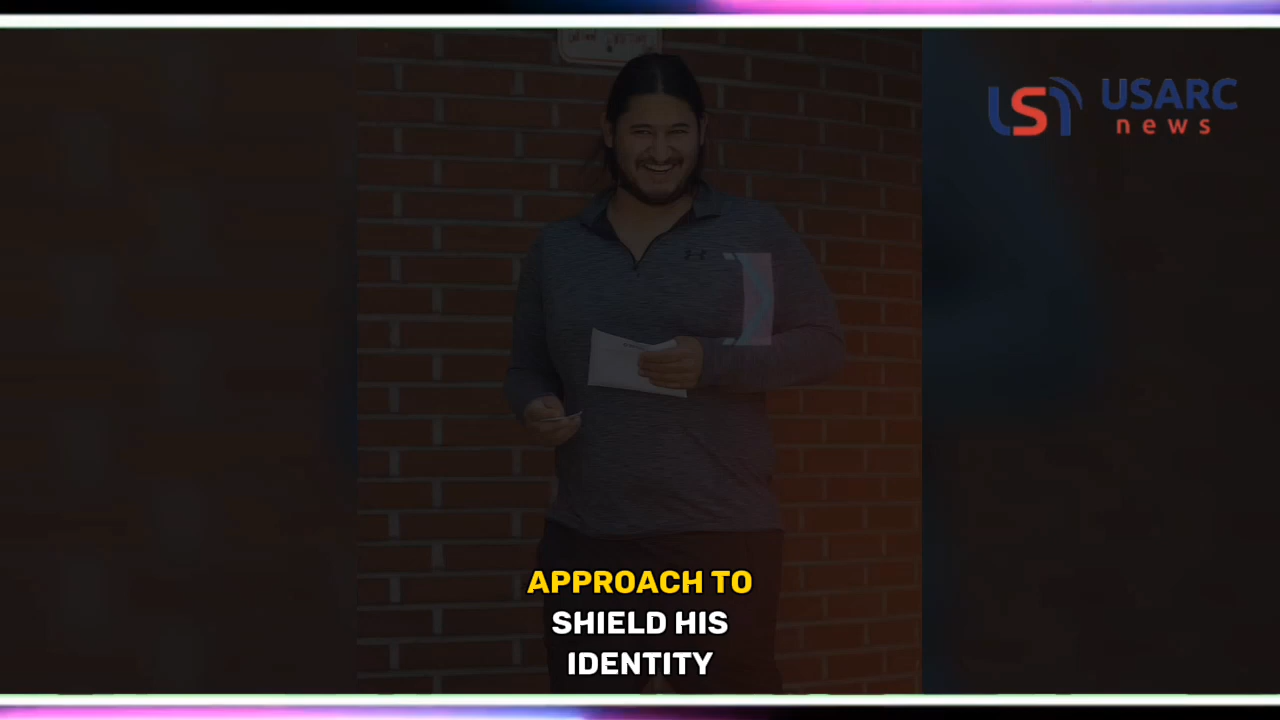 USARC
news
APPROACH TO
SHIELD HIS
IDENTITY